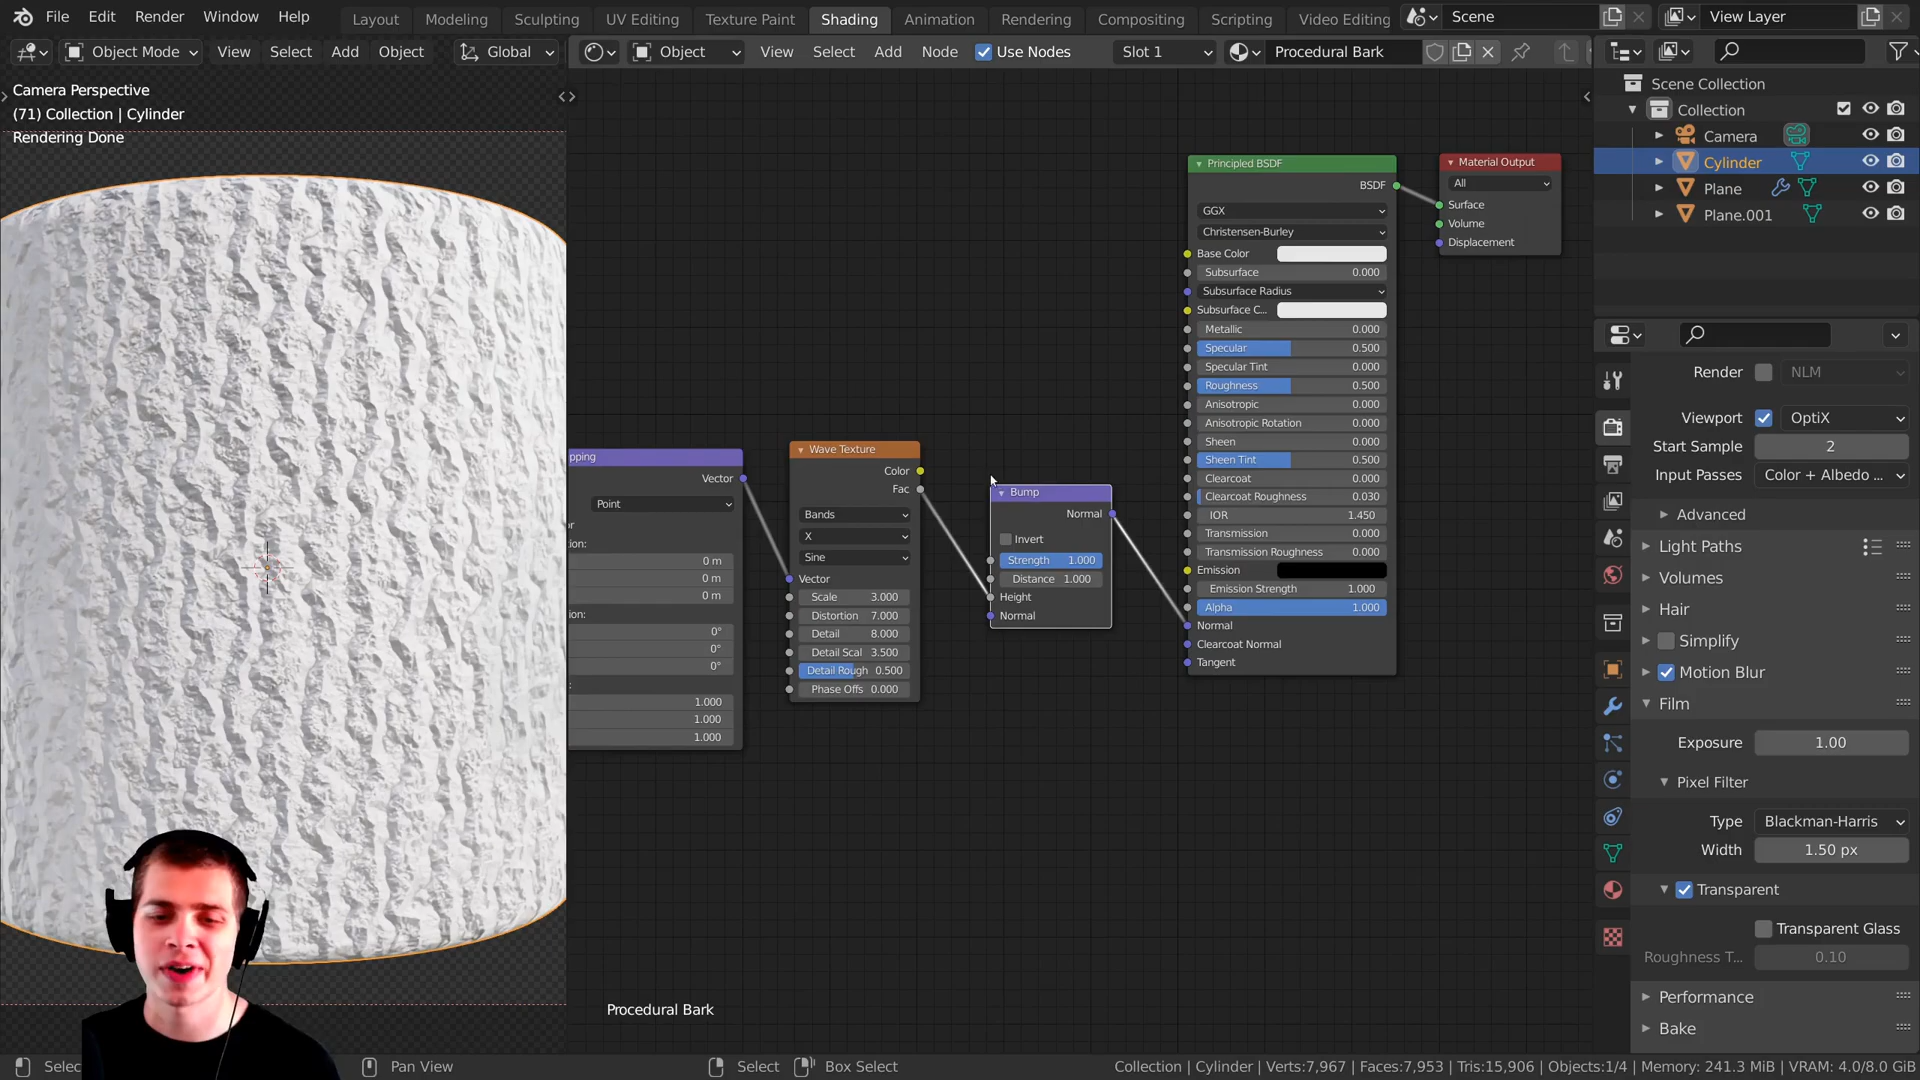 File Edit Render Window Help Layout Modeling Sculpting UV Editing Texture Paint Shading Animation Rendering Compositing Scripting Video Editing Scene View Layer
Object Mode View Select Add Object Global Object View Select Add Node Use Nodes Slot 1 Procedural Bark
Camera Perspective
(71) Collection | Cylinder
Rendering Done
Scene Collection
Collection
Camera
Cylinder
Plane
Plane.001
Principled BSDF
BSDF
GGX
Christensen-Burley
Base Color
Subsurface 0.000
Subsurface Radius
Subsurface C...
Metallic 0.000
Specular 0.500
Specular Tint 0.000
Roughness 0.500
Anisotropic 0.000
Anisotropic Rotation 0.000
Sheen 0.000
Sheen Tint 0.500
Clearcoat 0.000
Clearcoat Roughness 0.030
IOR 1.450
Transmission 0.000
Transmission Roughness 0.000
Emission
Emission Strength 1.000
Alpha 1.000
Normal
Clearcoat Normal
Tangent
Material Output
All
Surface
Volume
Displacement
pping
Vector
Point
or
ion:
0 m
0 m
0 m
ion:
0°
0°
0°
:
1.000
1.000
1.000
Wave Texture
Color
Fac
Bands
X
Sine
Vector
Scale 3.000
Distortion 7.000
Detail 8.000
Detail Scal 3.500
Detail Rough 0.500
Phase Offs 0.000
Bump
Normal
Invert
Strength 1.000
Distance 1.000
Height
Normal
Render NLM
Viewport OptiX
Start Sample 2
Input Passes Color + Albedo ...
Advanced
Light Paths
Volumes
Hair
Simplify
Motion Blur
Film
Exposure 1.00
Pixel Filter
Type Blackman-Harris
Width 1.50 px
Transparent
Transparent Glass
Roughness T... 0.10
Performance
Bake
Procedural Bark
Selec Pan View Select Box Select Collection | Cylinder | Verts:7,967 | Faces:7,953 | Tris:15,906 | Objects:1/4 | Memory: 241.3 MiB | VRAM: 4.0/8.0 GiB